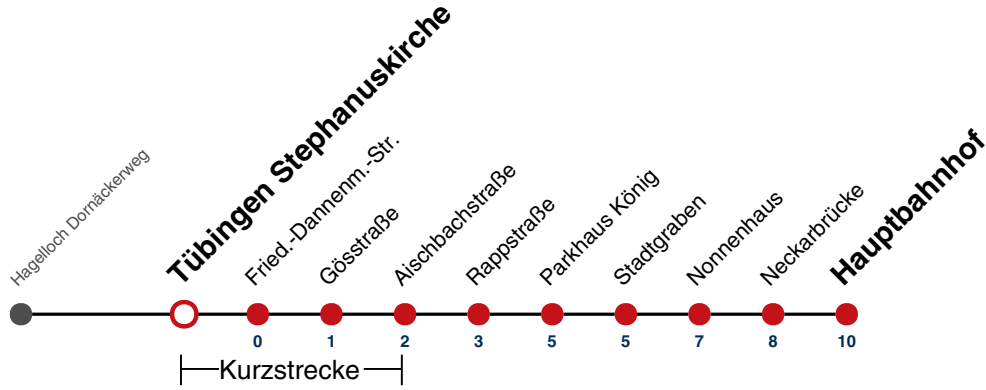 Hagelloch Dornäckerweg
Tübingen Stephanuskirche
Fried.-Dannenm.-Str.
Gösstraße
Aischbachstraße
Rappstraße
Parkhaus König
Stadtgraben
Nonnenhaus
Neckarbrücke
Hauptbahnhof
0 1 2 3 5 5 7 8 10
Kurzstrecke